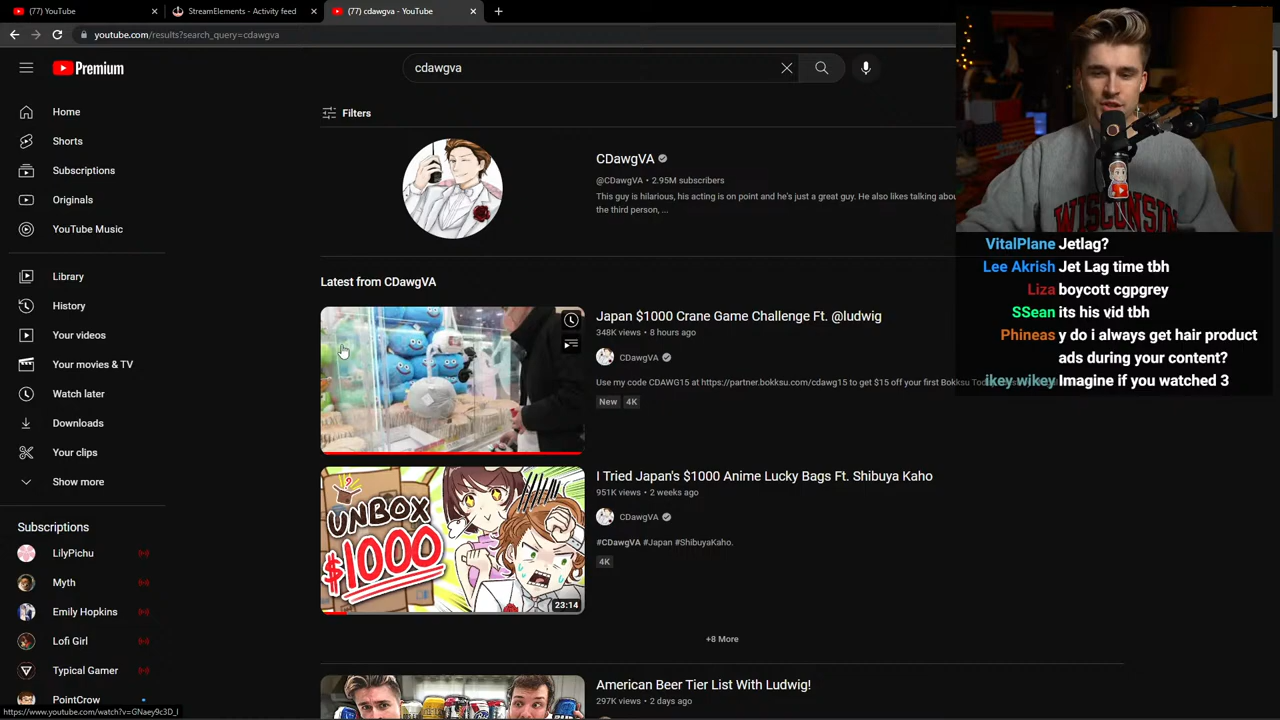 (77) YouTube
StreamElements - Activity feed
(77) cdawgva - YouTube
youtube.com/results?search_query=cdawgva
Premium
cdawgva
Home
Shorts
Subscriptions
Originals
YouTube Music
Library
History
Your videos
Your movies & TV
Watch later
Downloads
Your clips
Show more
Subscriptions
LilyPichu
Myth
Emily Hopkins
Lofi Girl
Typical Gamer
PointCrow
https://www.youtube.com/watch?v=GNaey9c3D_I
Filters
CDawgVA
@CDawgVA • 2.95M subscribers
This guy is hilarious, his acting is on point and he's just a great guy. He also likes talking abou
the third person, ...
Latest from CDawgVA
Japan $1000 Crane Game Challenge Ft. @ludwig
348K views • 8 hours ago
CDawgVA
Use my code CDAWG15 at https://partner.bokksu.com/cdawg15 to get $15 off your first Bokksu
New 4K
UNBOX
$1000
23:14
I Tried Japan's $1000 Anime Lucky Bags Ft. Shibuya Kaho
951K views • 2 weeks ago
CDawgVA
#CDawgVA #Japan #ShibuyaKaho.
4K
+8 More
American Beer Tier List With Ludwig!
297K views • 2 days ago
WISCONSIN
VitalPlane Jetlag?
Lee Akrish Jet Lag time tbh
Liza boycott cgpgrey
SSean its his vid tbh
Phineas y do i always get hair product
ads during your content?
ikey wikey Imagine if you watched 3